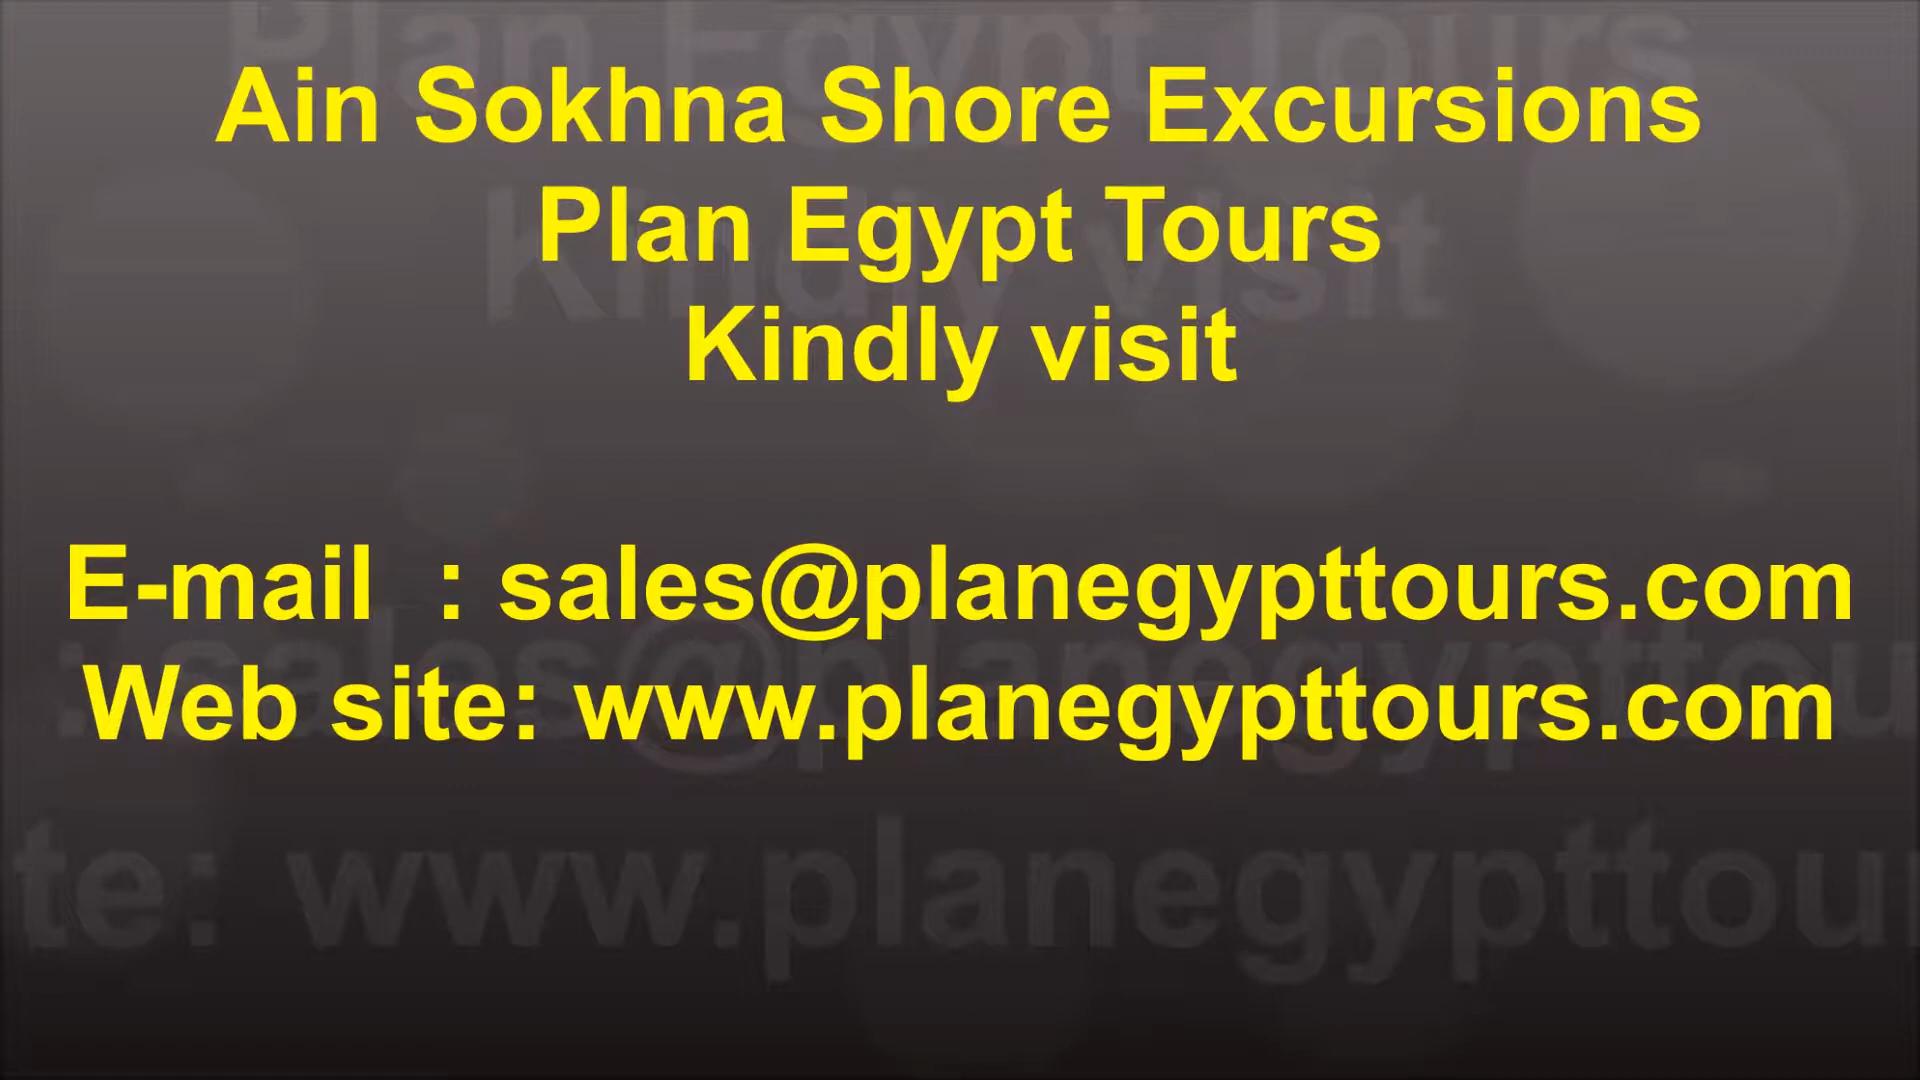 Ain Sokhna Shore Excursions
Plan Egypt Tours
Kindly visit
E-mail  : sales@planegypttours.com
Web site: www.planegypttours.com